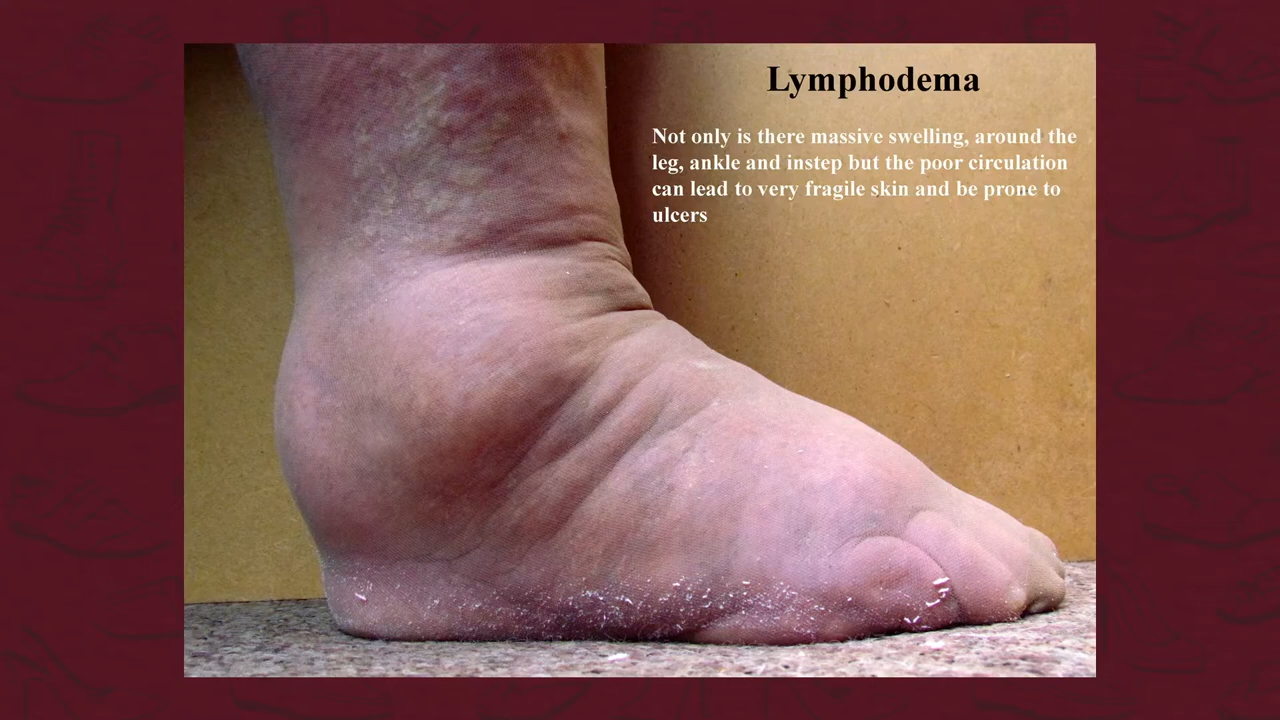 Lymphodema
Not only is there massive swelling, around the
leg, ankle and instep but the poor circulation
can lead to very fragile skin and be prone to
ulcers